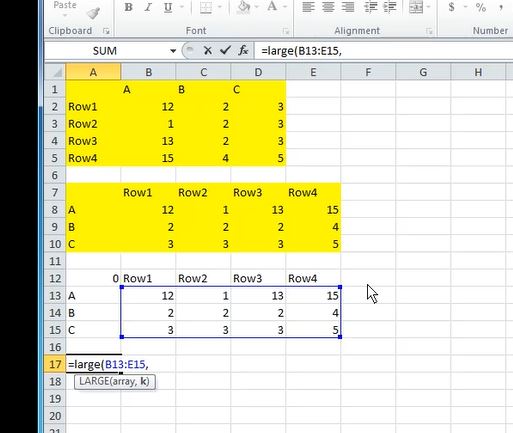 Paste
B I U
A
$ %
Clipboard Font Alignment Number
SUM fx =large(B13:E15,
A B C D E F G H
1 A B C
2 Row1 12 2 3
3 Row2 1 2 3
4 Row3 13 2 3
5 Row4 15 4 5
6
7 Row1 Row2 Row3 Row4
8 A 12 1 13 15
9 B 2 2 2 4
10 C 3 3 3 5
11
12 0 Row1 Row2 Row3 Row4
13 A 12 1 13 15
14 B 2 2 2 4
15 C 3 3 3 5
16
17 =large(B13:E15,
18 LARGE(array, k)
19
20